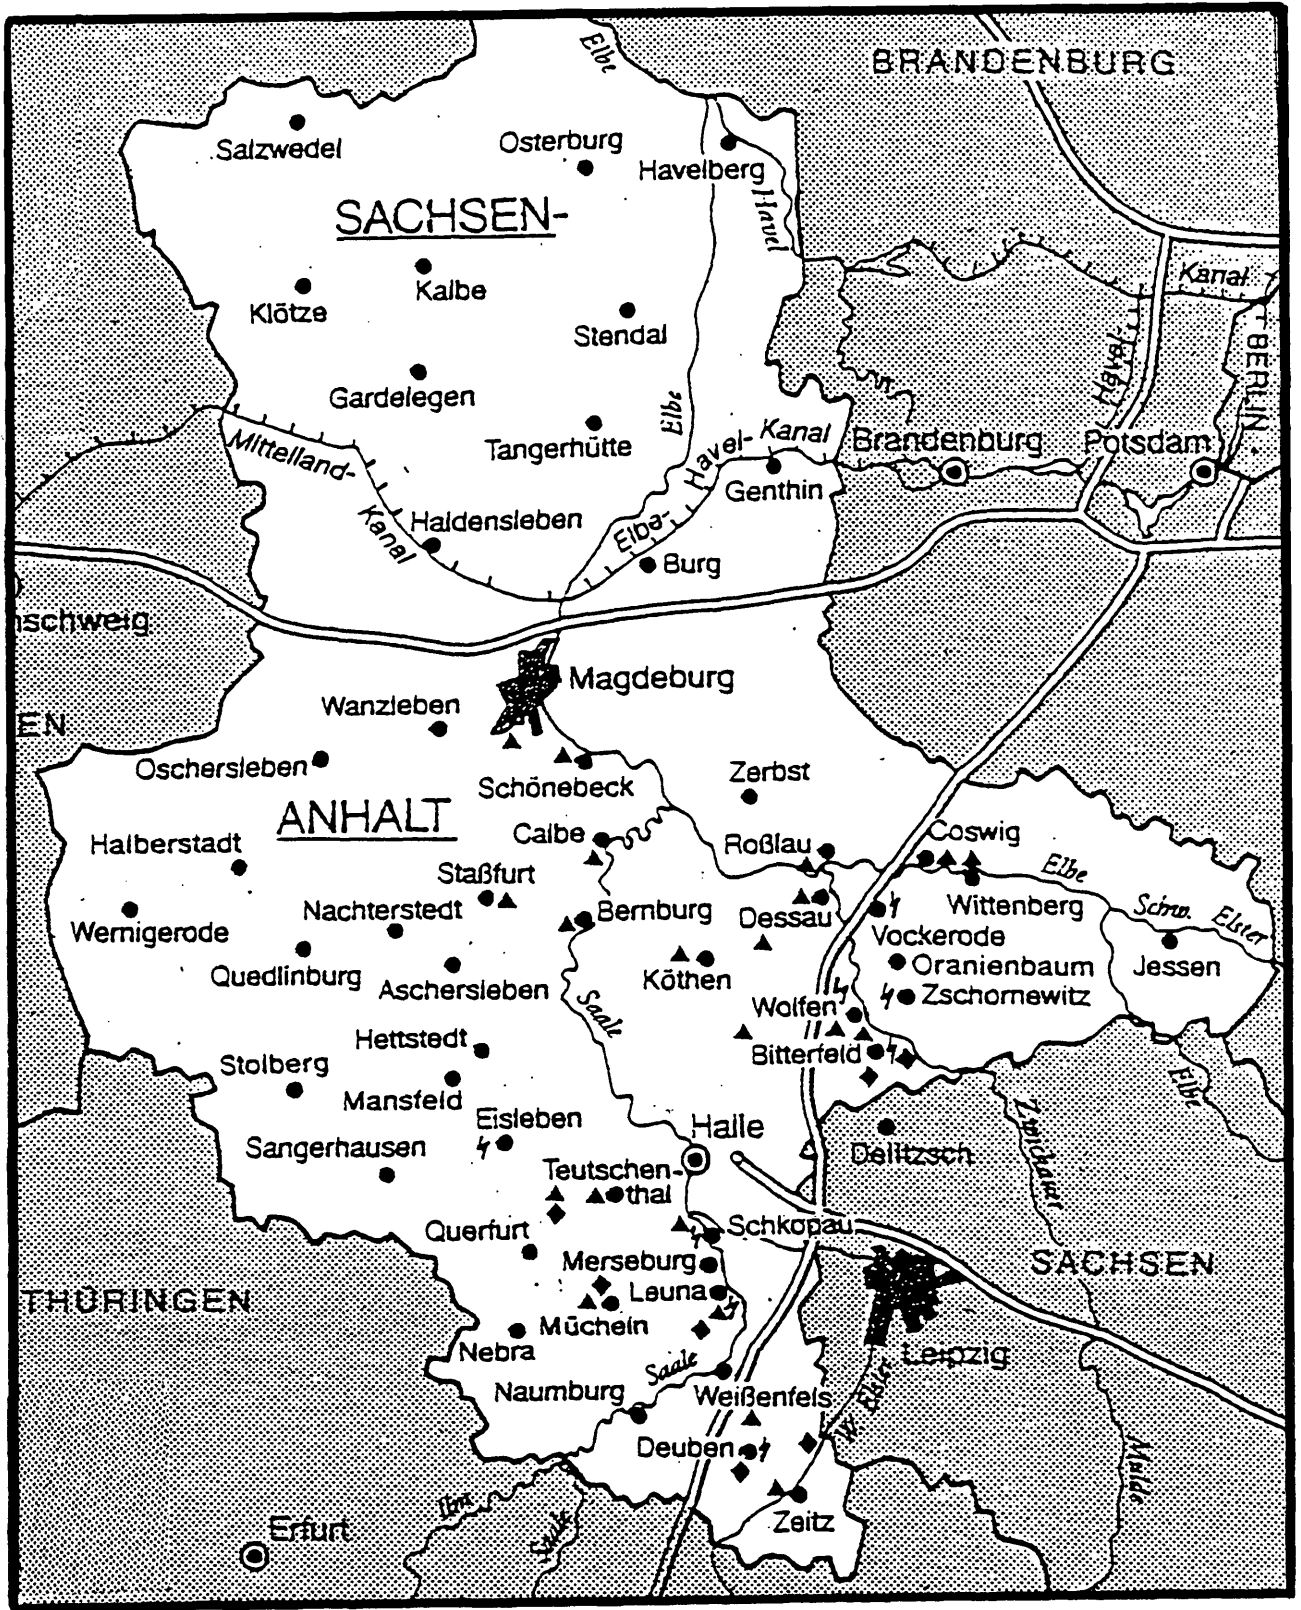 Elbe
BRANDENBURG
Salzwedel
Osterburg
Havelberg
Havel
SACHSEN-
Kanal
Kalbe
Klötze
Stendal
Havel-
BERLIN
Gardelegen
Elbe
Mittelland-
Kanal
Tangerhütte
Havel-
Kanal
Brandenburg
Potsdam
Genthin
Haldensleben
Elbe-
Burg
nschweig
Magdeburg
EN
Wanzleben
Oschersleben
Schönebeck
Zerbst
ANHALT
Calbe
Roßlau
Coswig
Halberstadt
Staßfurt
Elbe
Nachterstedt
Bernburg
Dessau
Wittenberg
Schw. Elster
Wernigerode
Vockerode
Quedlinburg
Köthen
Oranienbaum
Jessen
Aschersleben
Saale
Wolfen
Zschornewitz
Hettstedt
Bitterfeld
Stolberg
Elbe
Mansfeld
Eisleben
Halle
Zwickauer
Sangerhausen
Delitzsch
Teutschen-
thal
Querfurt
Schkopau
Merseburg
SACHSEN
THÜRINGEN
Leuna
Mücheln
Nebra
Leipzig
Saale
Naumburg
Weißenfels
W. Elster
Deuben
Mulde
Ilm
Saale
Zeitz
Erfurt